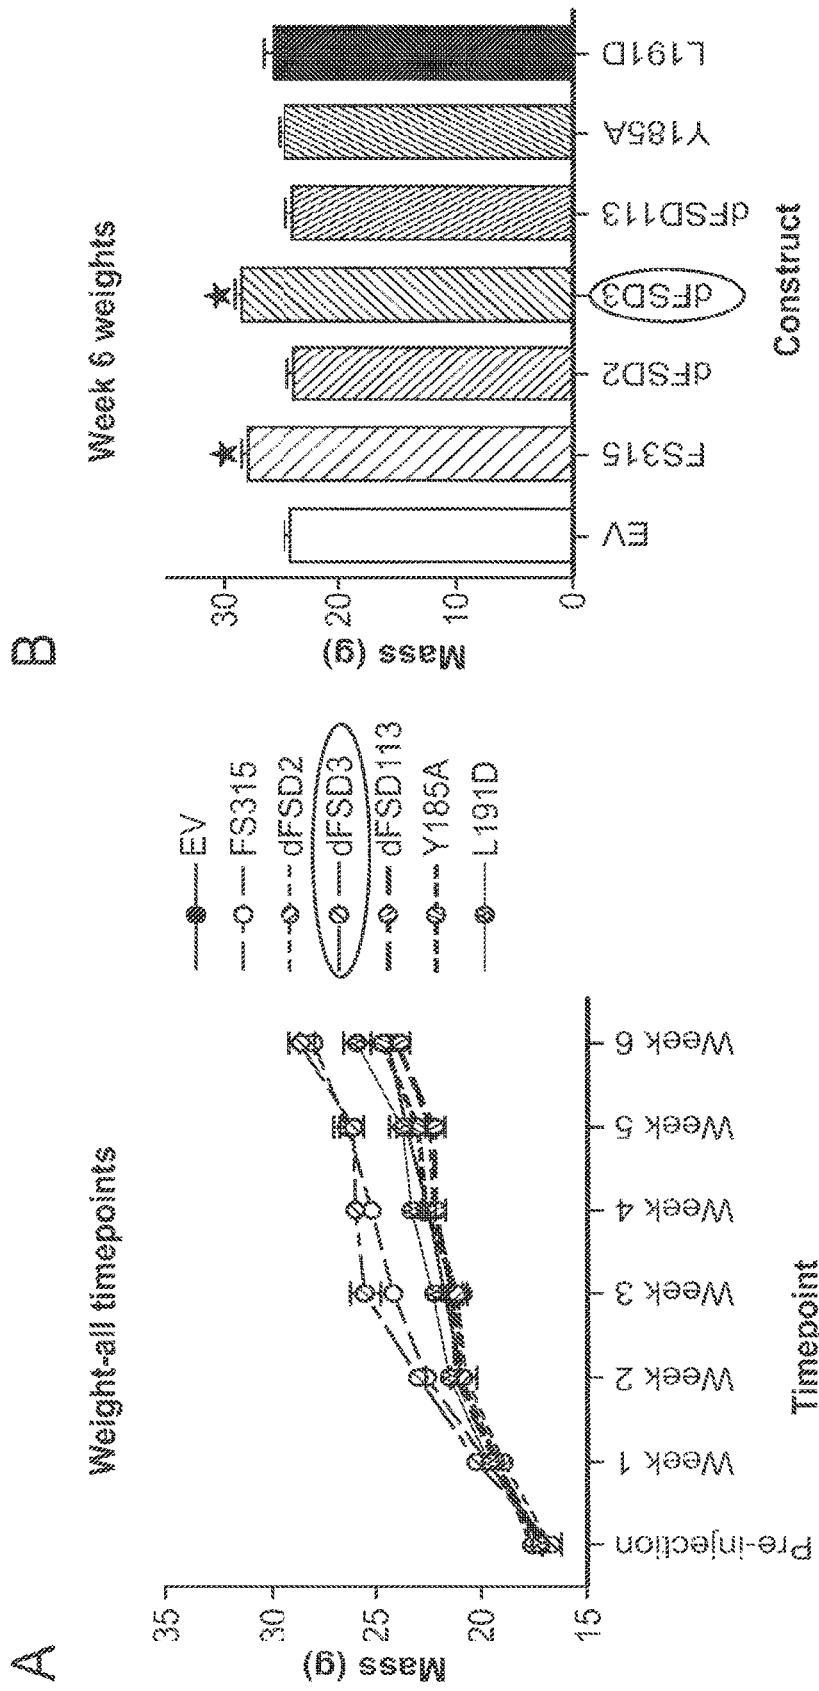 A
Weight-all timepoints
Mass (g)
35
30
25
20
15
Pre-injection
Week 1
Week 2
Week 3
Week 4
Week 5
Week 6
Timepoint
EV
FS315
dFSD2
dFSD3
dFSD113
Y185A
L191D
B
Week 6 weights
Mass (g)
30
20
10
0
EV
FS315
dFSD2
dFSD3
dFSD113
Y185A
L191D
Construct